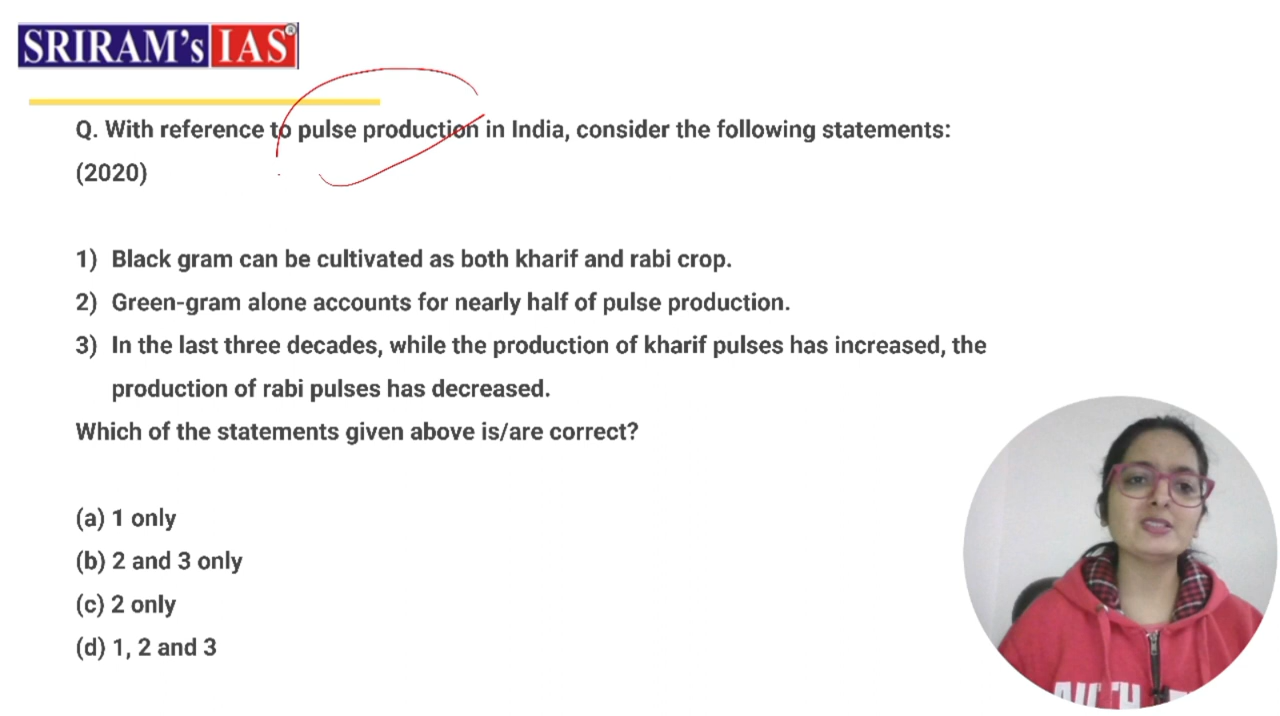 SRIRAM's IAS®
Q. With reference to pulse production in India, consider the following statements:
(2020)
1) Black gram can be cultivated as both kharif and rabi crop.
2) Green-gram alone accounts for nearly half of pulse production.
3) In the last three decades, while the production of kharif pulses has increased, the
production of rabi pulses has decreased.
Which of the statements given above is/are correct?
(a) 1 only
(b) 2 and 3 only
(c) 2 only
(d) 1, 2 and 3